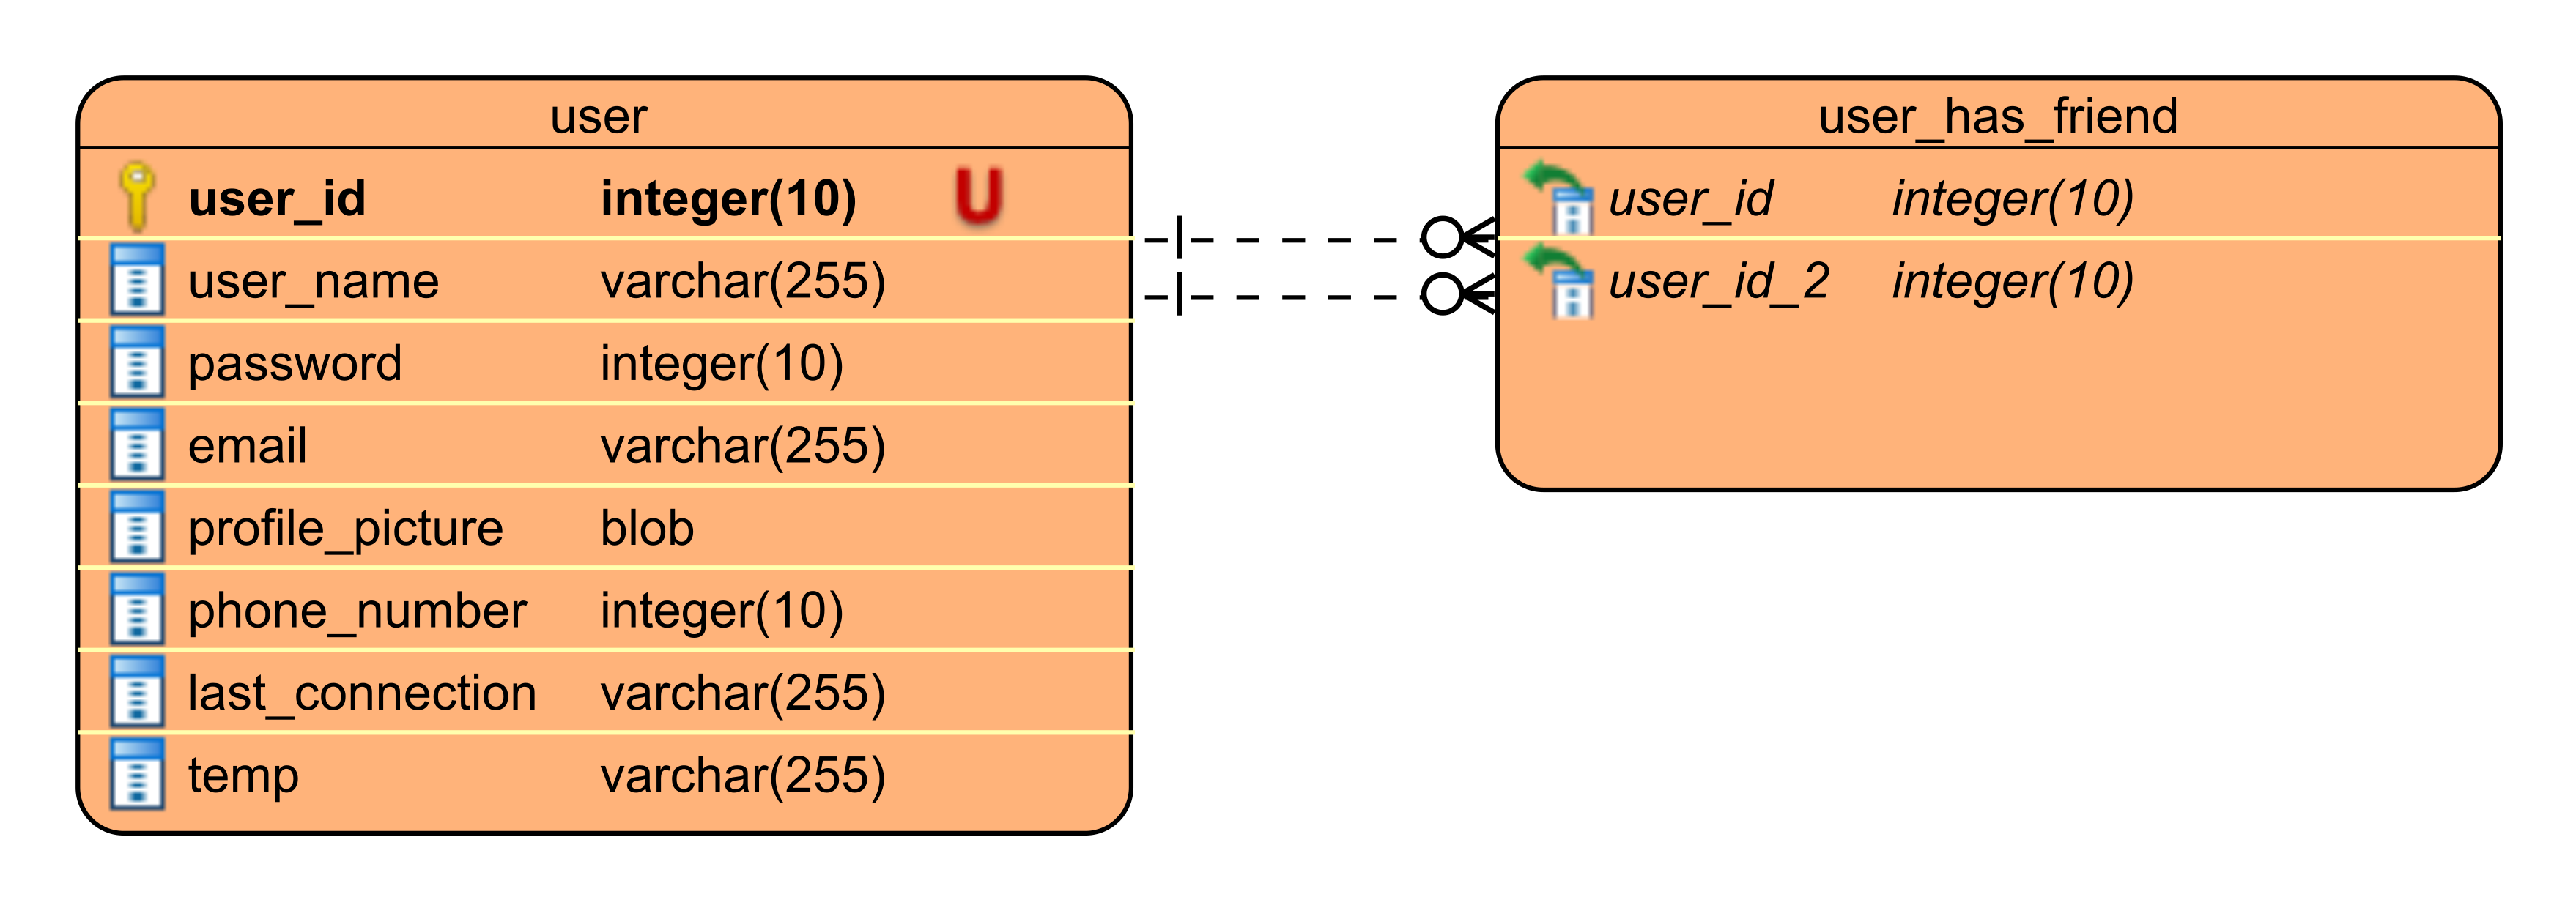 user
user_id integer(10) U
user_name varchar(255)
password integer(10)
email varchar(255)
profile_picture blob
phone_number integer(10)
last_connection varchar(255)
temp varchar(255)
user_has_friend
user_id integer(10)
user_id_2 integer(10)